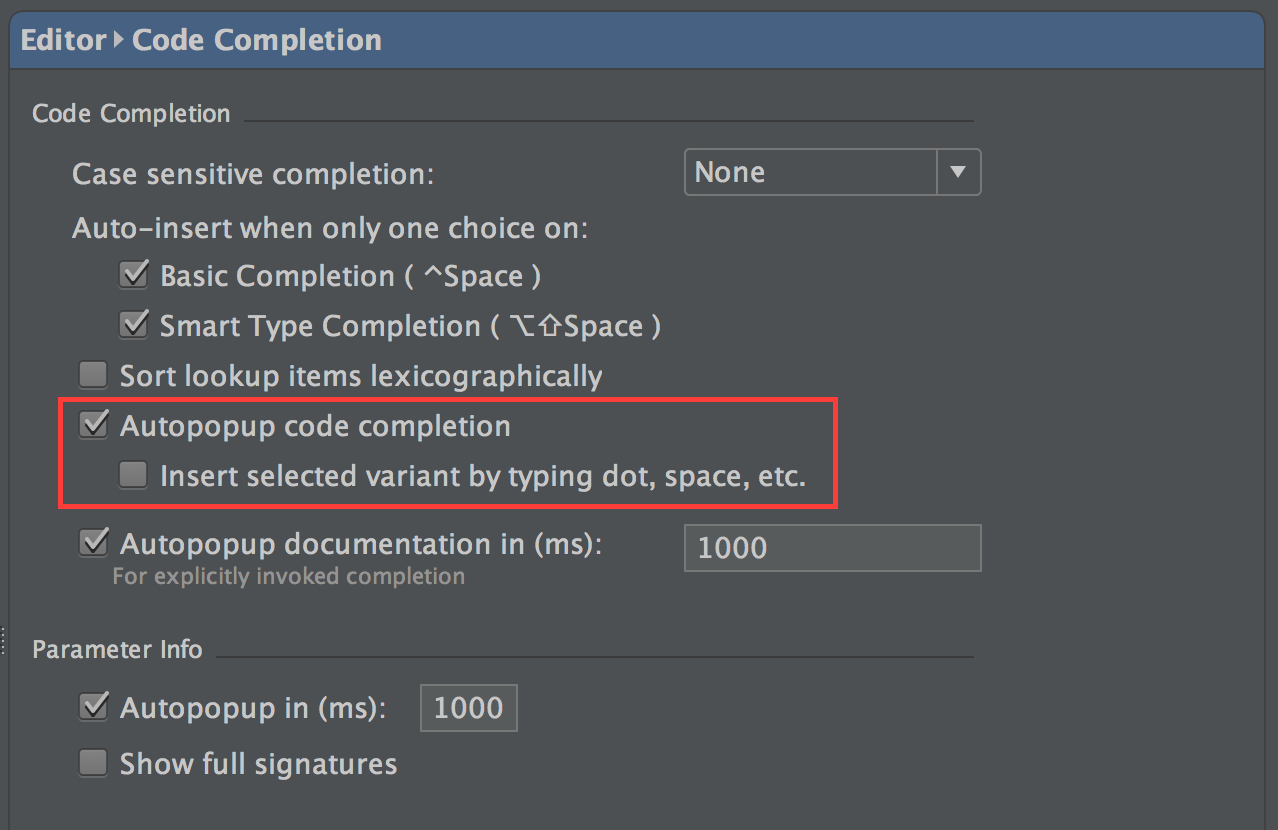 Editor Code Completion
Code Completion
Case sensitive completion: None
Auto-insert when only one choice on:
Basic Completion ( ^Space )
Smart Type Completion ( ⌥⇧Space )
Sort lookup items lexicographically
Autopopup code completion
Insert selected variant by typing dot, space, etc.
Autopopup documentation in (ms): 1000
For explicitly invoked completion
Parameter Info
Autopopup in (ms): 1000
Show full signatures